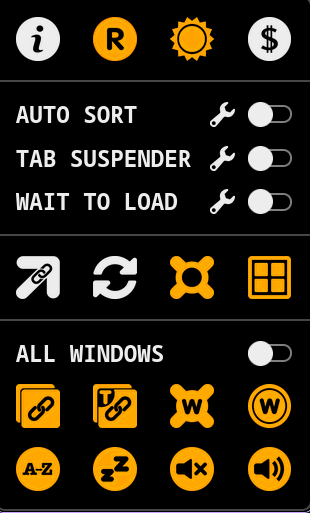 i R $
AUTO SORT
TAB SUSPENDER
WAIT TO LOAD
ALL WINDOWS
T W W
A-Z Z Z